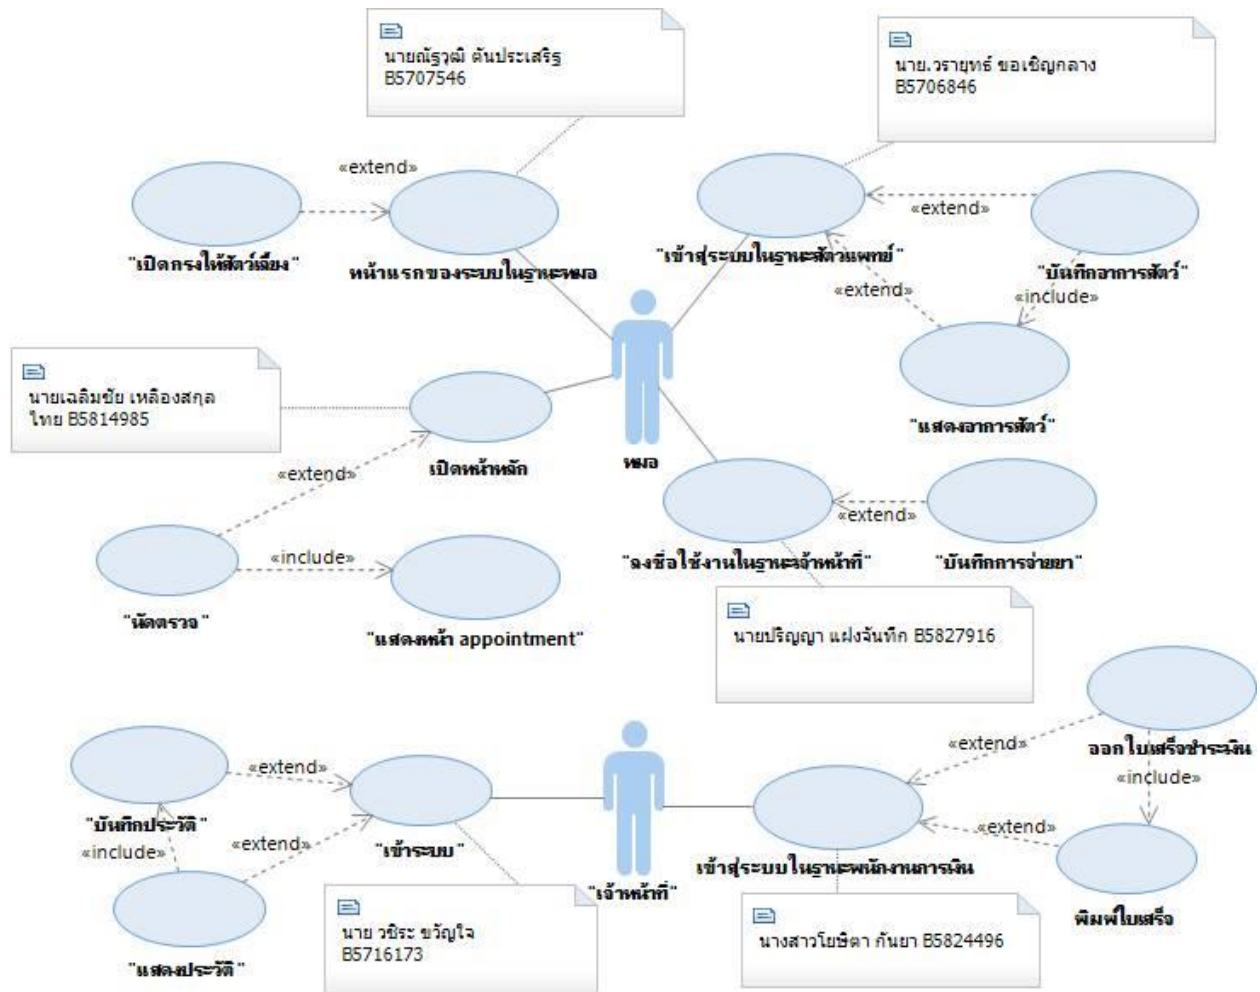 นายณัฐวุฒิ ตันประเสริฐ
B5707546
นาย.วรายุทธ์ ขอเชิญกลาง
B5706846
«extend»
"เปิดกรงให้สัตว์เลี้ยง"
หน้าแรกของระบบในฐานะหมอ
"เข้าสู่ระบบในฐานะสัตวแพทย์"
«extend»
"บันทึกอาการสัตว์"
«extend»
«include»
"แสดงอาการสัตว์"
นายเฉลิมชัย เหลืองสกุล
ไทย B5814985
เปิดหน้าหลัก
หมอ
«extend»
«include»
"นัดตรวจ"
"แสดงหน้า appointment"
"ลงชื่อใช้งานในฐานะเจ้าหน้าที่"
«extend»
"บันทึกการจ่ายยา"
นายปริญญา แฝงจันทึก B5827916
«extend»
"บันทึกประวัติ"
«include»
«extend»
"เข้าระบบ"
"แสดงประวัติ"
นาย วชิระ ขวัญใจ
B5716173
"เจ้าหน้าที่"
เข้าสู่ระบบในฐานะพนักงานการเงิน
«extend»
ออกใบเสร็จชำระเงิน
«include»
«extend»
พิมพ์ใบเสร็จ
นางสาวโยษิตา กันยา B5824496